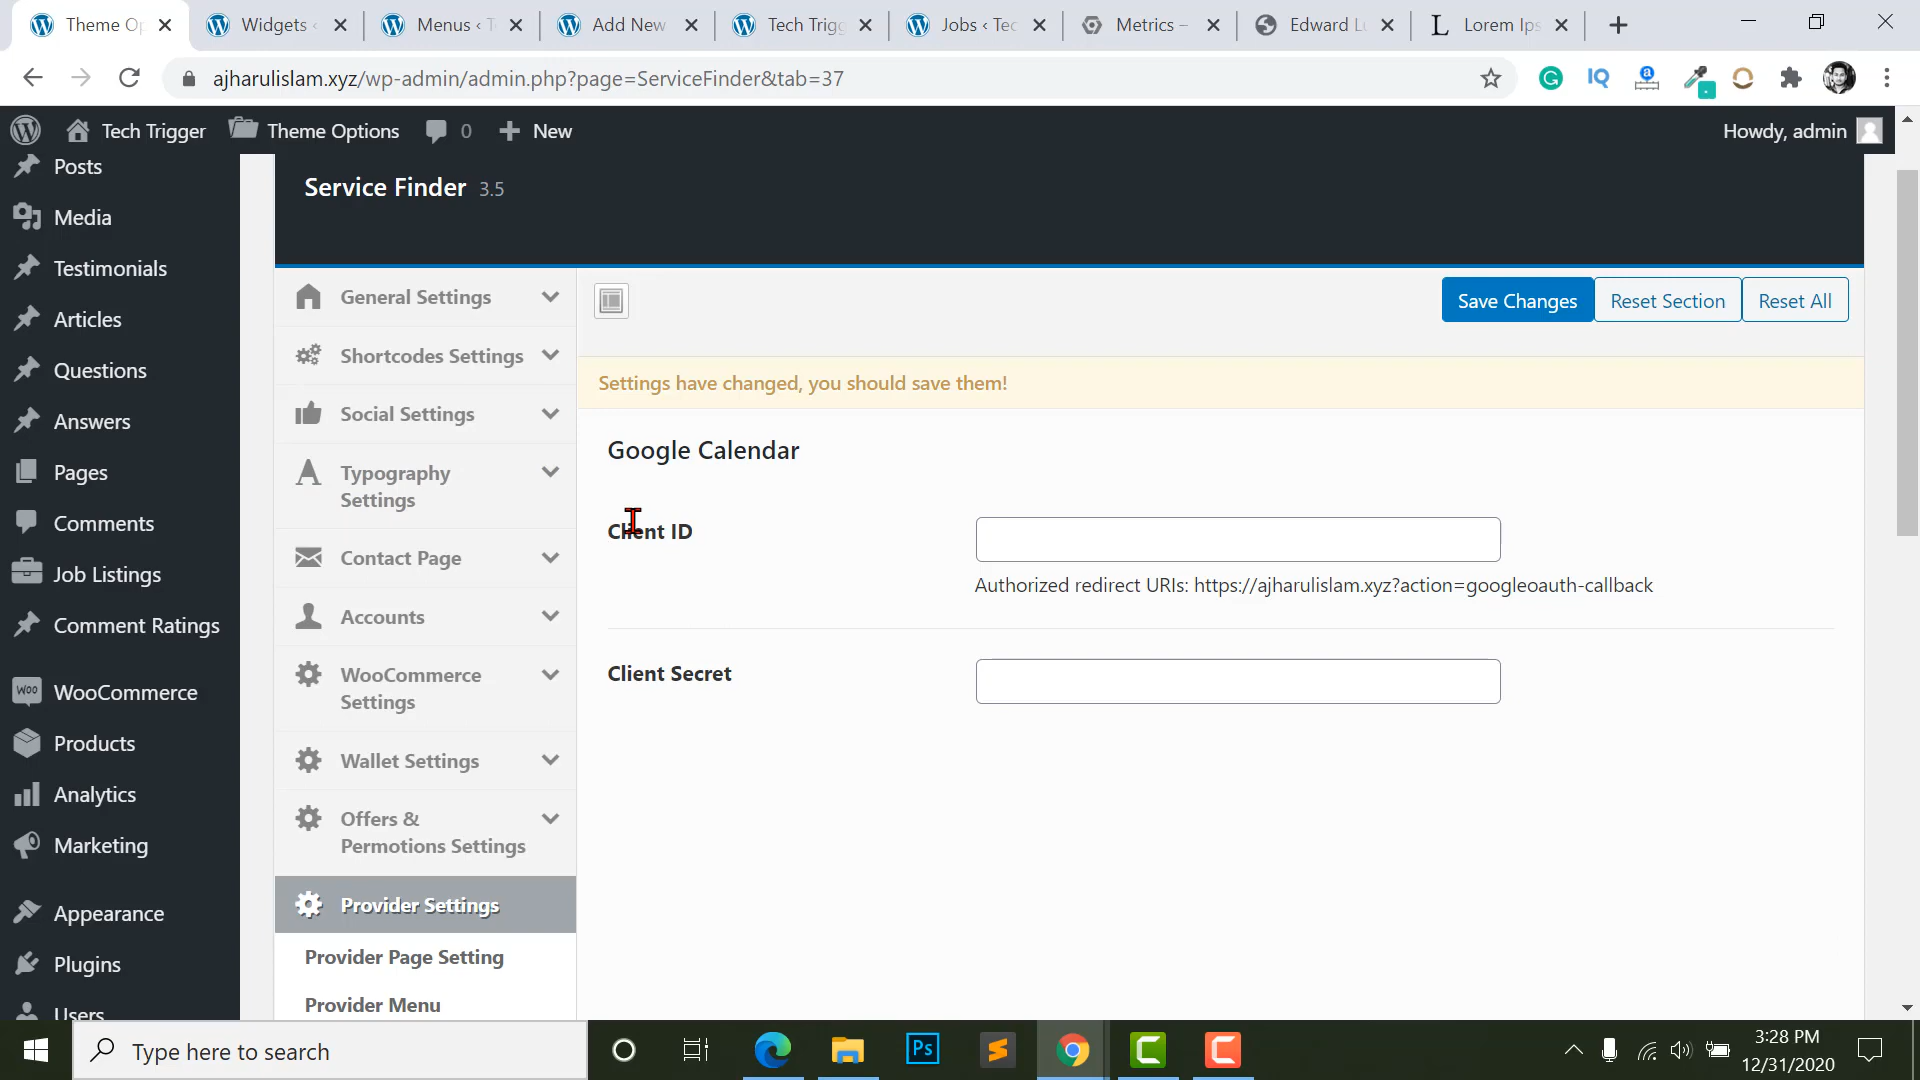 Theme Op
Widgets ‹
Menus ‹ T
Add New
Tech Trigg
Jobs ‹ Tec
Metrics –
Edward Lu
Lorem Ips
ajharulislam.xyz/wp-admin/admin.php?page=ServiceFinder&tab=37
Tech Trigger
Theme Options
0
New
Howdy, admin
Posts
Media
Testimonials
Articles
Questions
Answers
Pages
Comments
Job Listings
Comment Ratings
WooCommerce
Products
Analytics
Marketing
Appearance
Plugins
Users
Service Finder 3.5
General Settings
Shortcodes Settings
Social Settings
Typography
Settings
Contact Page
Accounts
WooCommerce
Settings
Wallet Settings
Offers &
Permotions Settings
Provider Settings
Provider Page Setting
Provider Menu
Save Changes
Reset Section
Reset All
Settings have changed, you should save them!
Google Calendar
Client ID
Authorized redirect URIs: https://ajharulislam.xyz?action=googleoauth-callback
Client Secret
Type here to search
Ps
3:28 PM
12/31/2020